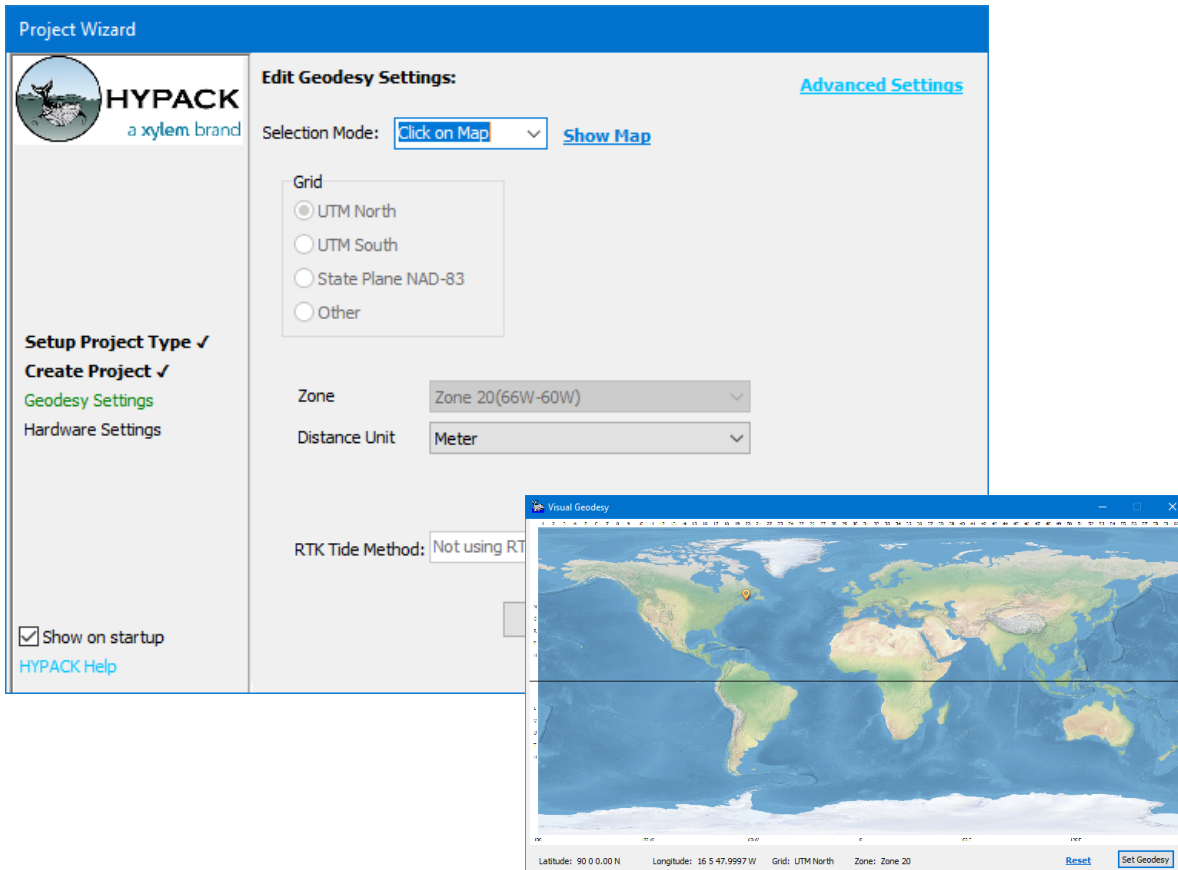 Project Wizard
HYPACK
a xylem brand
Setup Project Type ✓
Create Project ✓
Geodesy Settings
Hardware Settings
Show on startup
HYPACK Help
Edit Geodesy Settings:
Advanced Settings
Selection Mode: Click on Map Show Map
Grid
UTM North
UTM South
State Plane NAD-83
Other
Zone Zone 20(66W-60W)
Distance Unit Meter
RTK Tide Method: Not using RT
Visual Geodesy
Latitude: 90 0 0.00 N Longitude: 16 5 47.9997 W Grid: UTM North Zone: Zone 20 Reset Set Geodesy